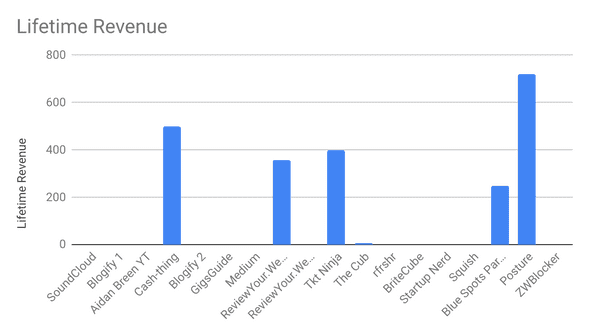 Lifetime Revenue
Lifetime Revenue
800
600
400
200
0
SoundCloud
Blogify 1
Aidan Breen YT
Cash-thing
Blogify 2
GigsGuide
Medium
ReviewYour.We...
ReviewYour.We...
Tkt Ninja
The Cub
rfrshr
BriteCube
Startup Nerd
Squish
Blue Spots Par...
Posture
ZWBlocker